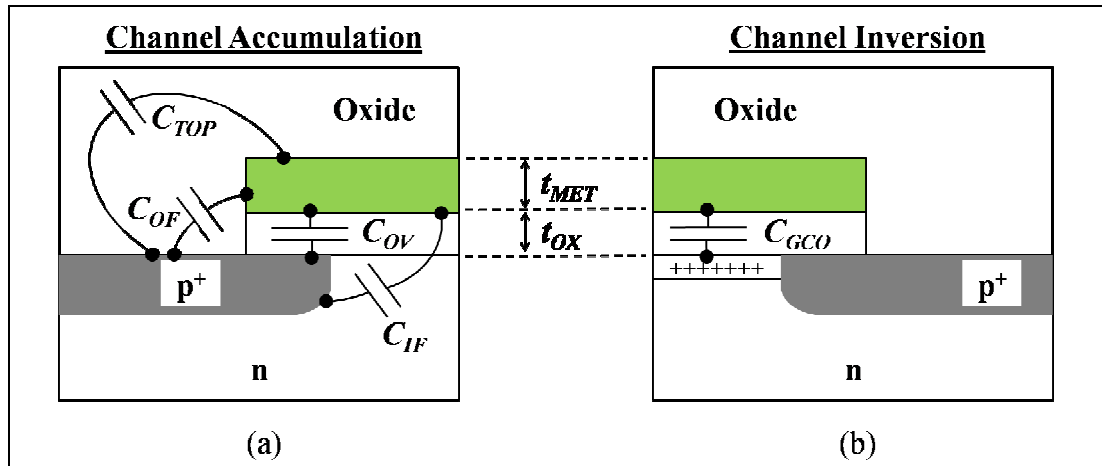 Channel Accumulation
Channel Inversion
Oxide
Oxide
C_TOP
C_OF
t_MET
C_OV
t_OX
C_GCO
+++++++
p⁺
p⁺
C_IF
n
n
(a)
(b)